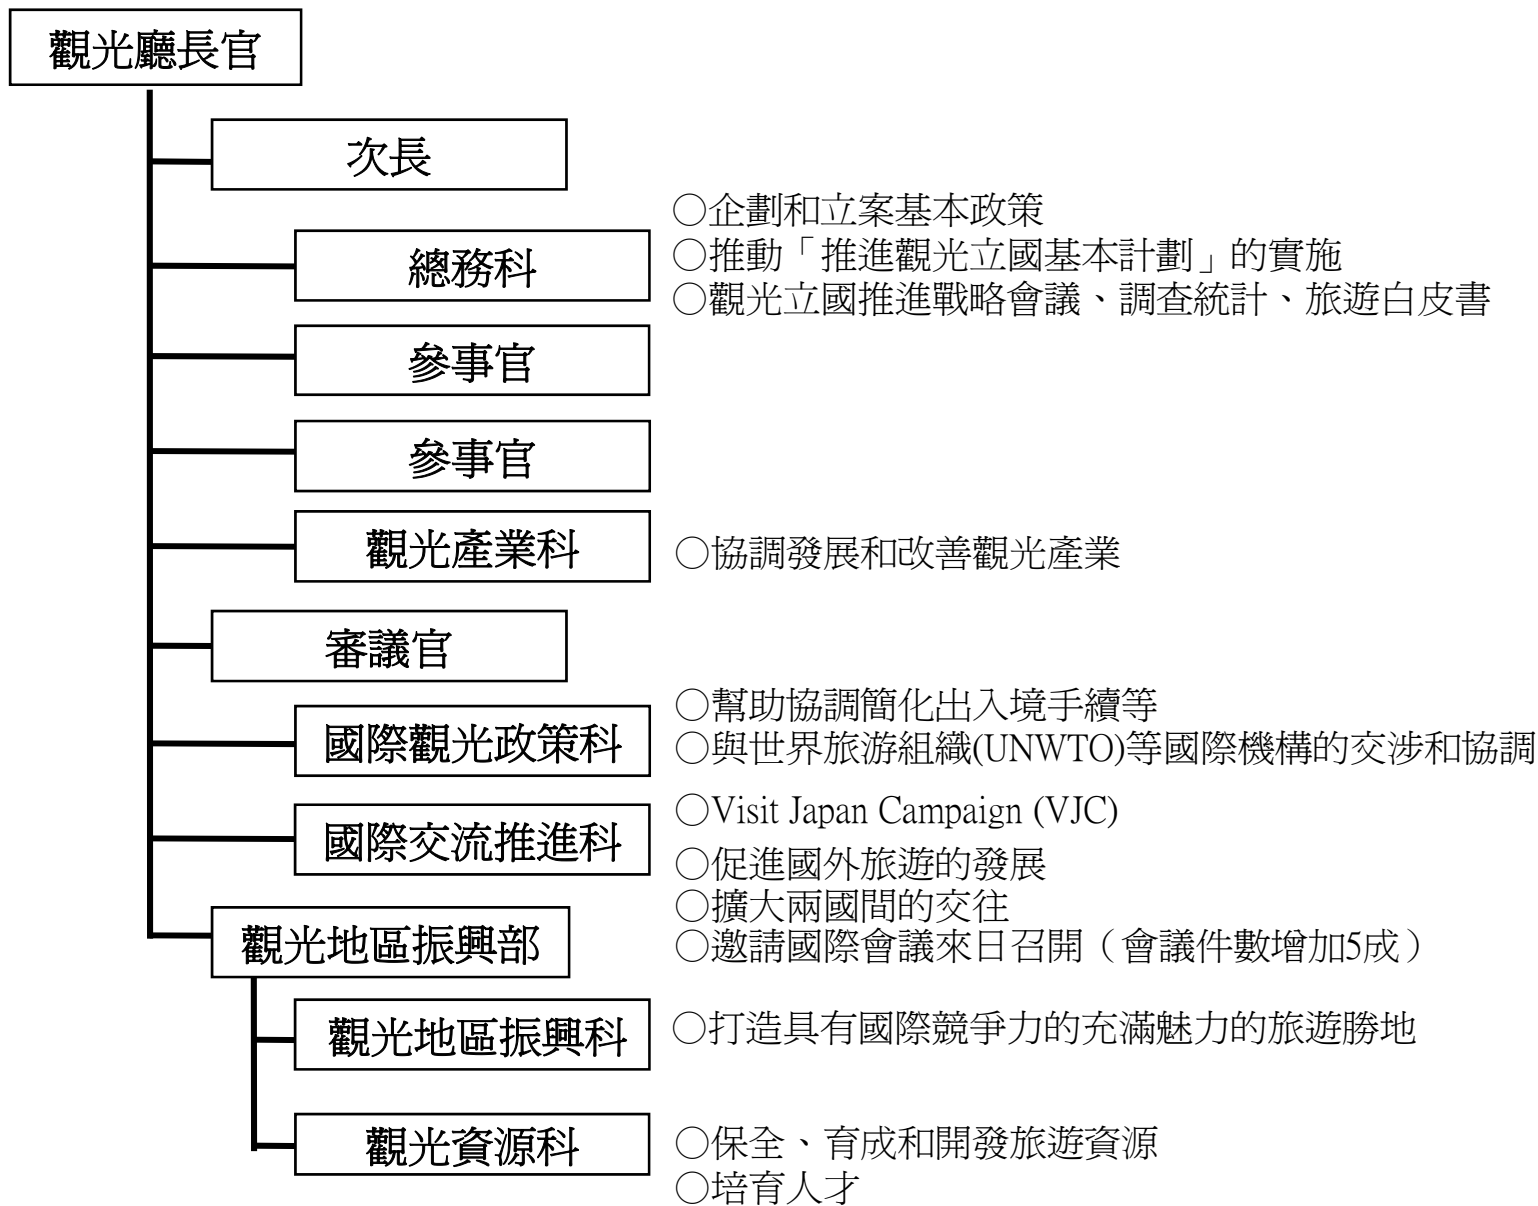 觀光廳長官
次長
總務科
○企劃和立案基本政策
○推動「推進觀光立國基本計劃」的實施
○觀光立國推進戰略會議、調查統計、旅遊白皮書
參事官
參事官
觀光產業科
○協調發展和改善觀光產業
審議官
國際觀光政策科
○幫助協調簡化出入境手續等
○與世界旅游組織(UNWTO)等國際機構的交涉和協調
國際交流推進科
○Visit Japan Campaign (VJC)
○促進國外旅遊的發展
○擴大兩國間的交往
○邀請國際會議來日召開（會議件數增加5成）
觀光地區振興部
觀光地區振興科
○打造具有國際競爭力的充滿魅力的旅遊勝地
觀光資源科
○保全、育成和開發旅遊資源
○培育人才